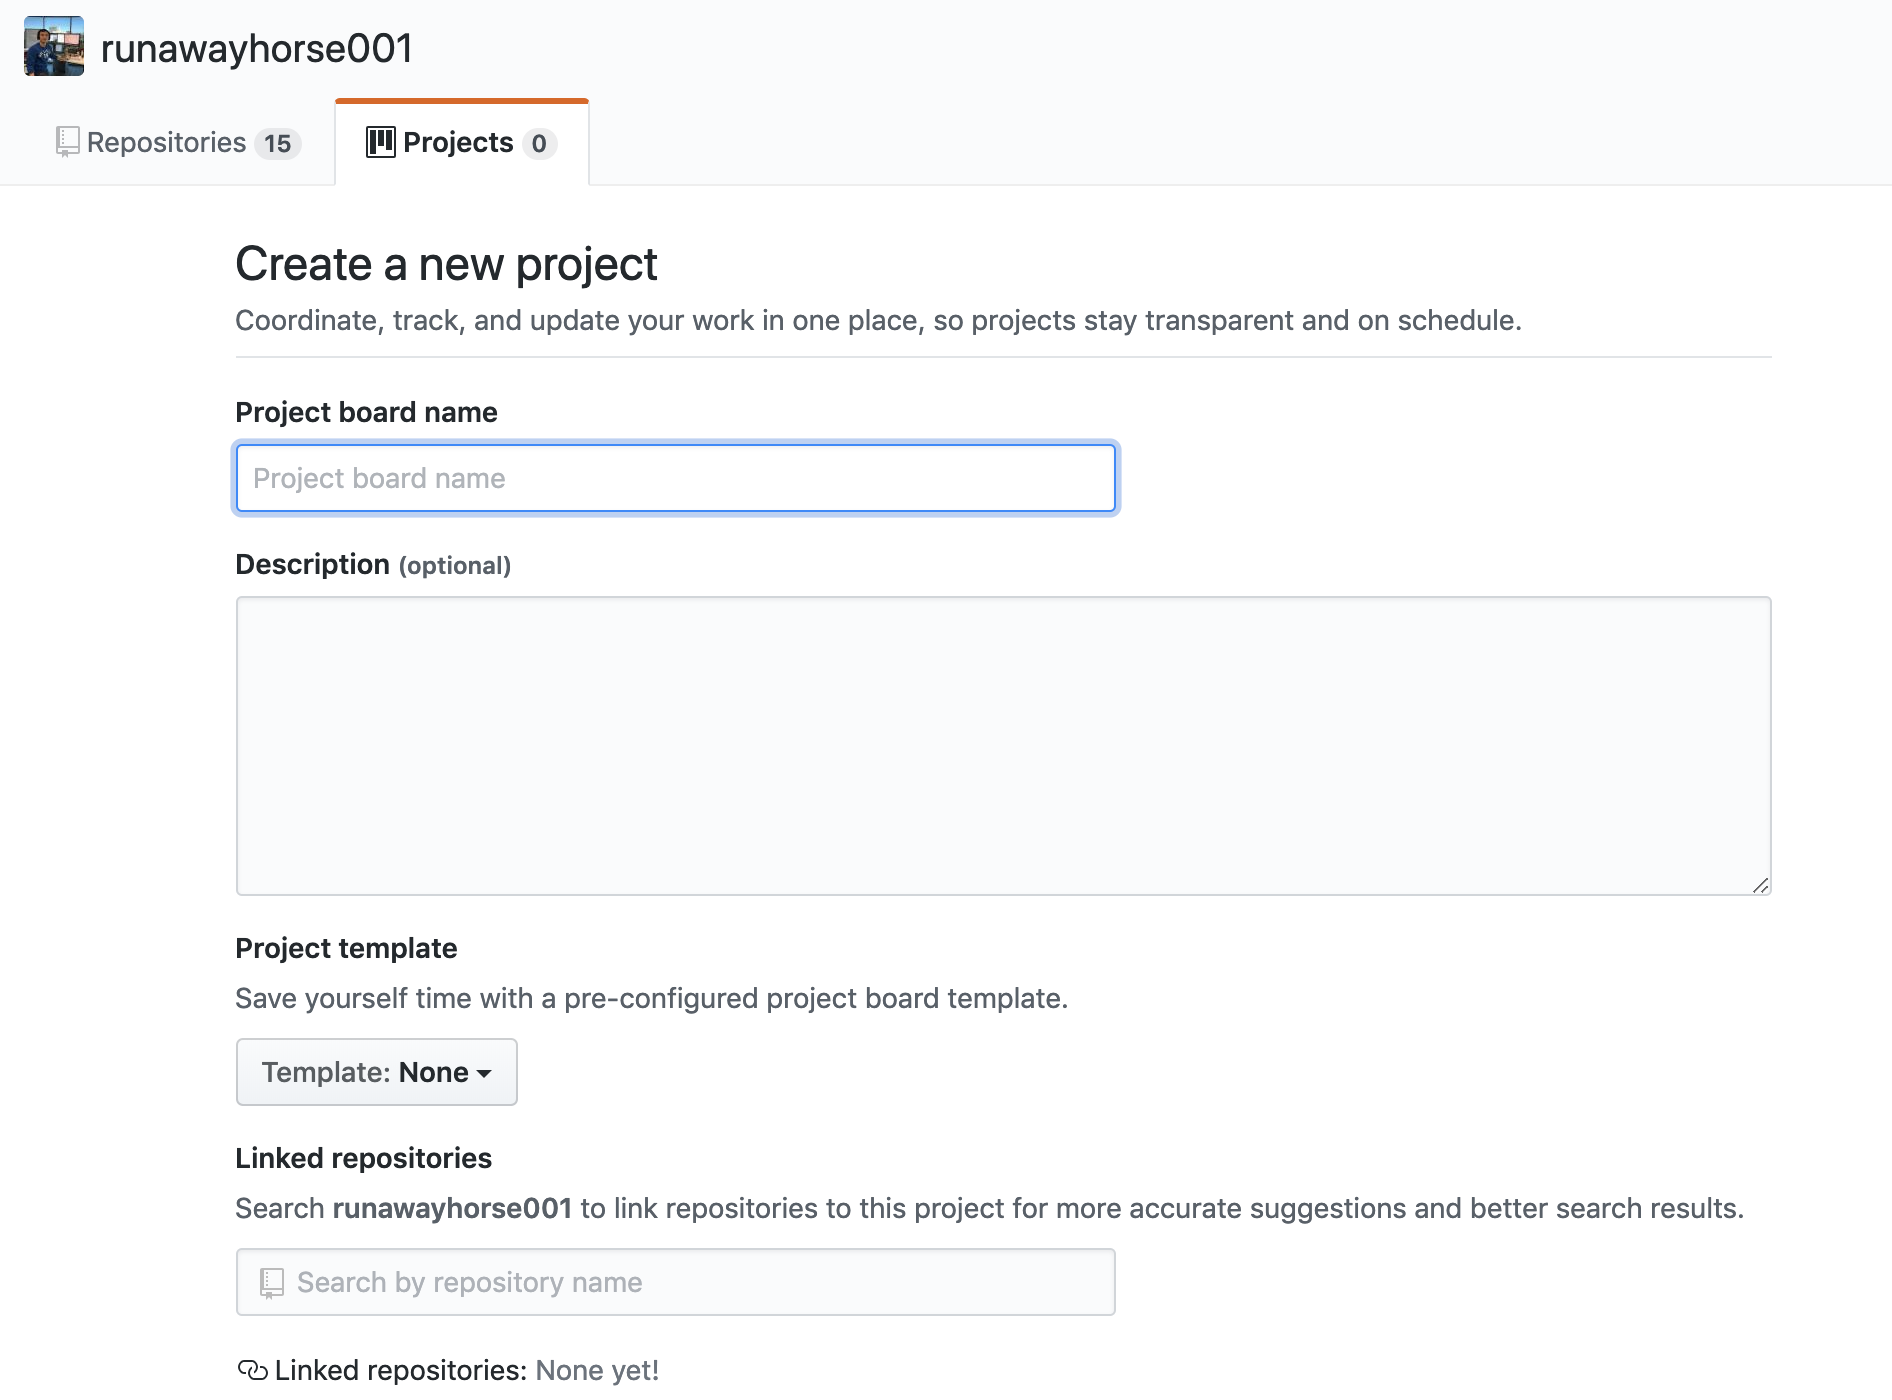 runawayhorse001
Repositories 15
Projects 0
Create a new project
Coordinate, track, and update your work in one place, so projects stay transparent and on schedule.
Project board name
Project board name
Description (optional)
Project template
Save yourself time with a pre-configured project board template.
Template: None
Linked repositories
Search runawayhorse001 to link repositories to this project for more accurate suggestions and better search results.
Search by repository name
Linked repositories: None yet!